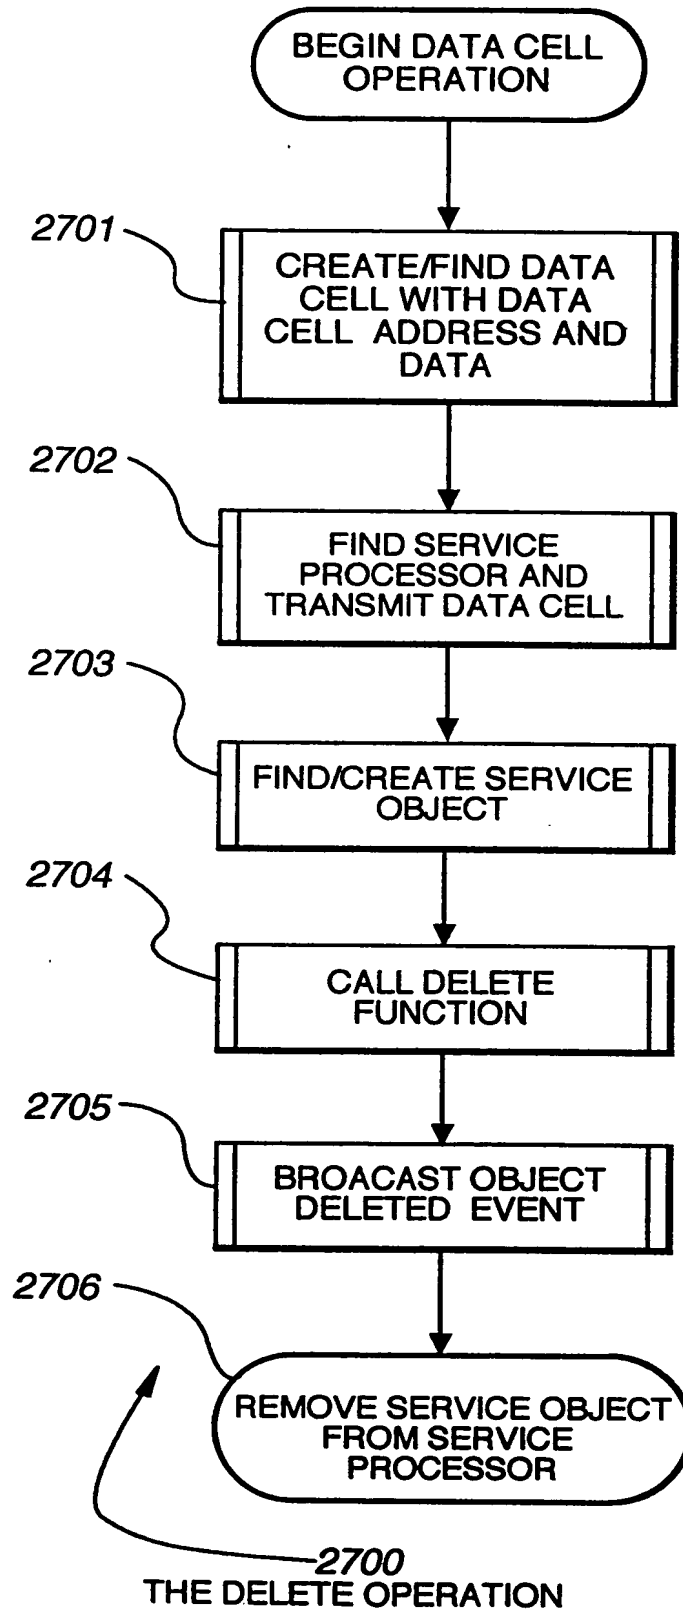 BEGIN DATA CELL
OPERATION
2701
CREATE/FIND DATA
CELL WITH DATA
CELL ADDRESS AND
DATA
2702
FIND SERVICE
PROCESSOR AND
TRANSMIT DATA CELL
2703
FIND/CREATE SERVICE
OBJECT
2704
CALL DELETE
FUNCTION
2705
BROACAST OBJECT
DELETED EVENT
2706
REMOVE SERVICE OBJECT
FROM SERVICE
PROCESSOR
2700
THE DELETE OPERATION